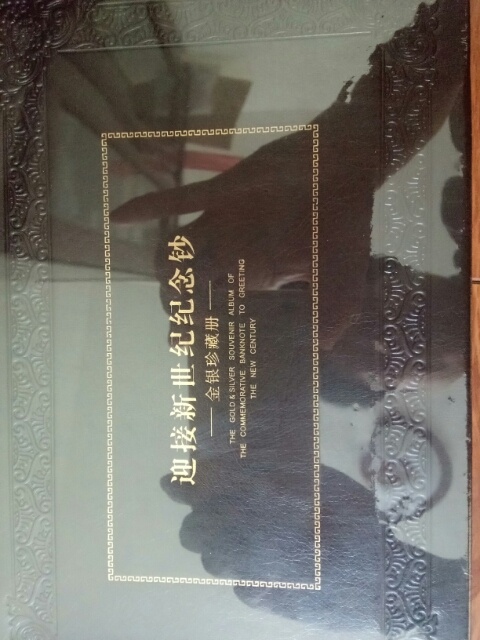 迎接新世纪纪念钞
金银珍藏册
THE GOLD & SILVER SOUVENIR ALBUM OF
THE COMMEMORATIVE BANKNOTE TO GREETING
THE NEW CENTURY